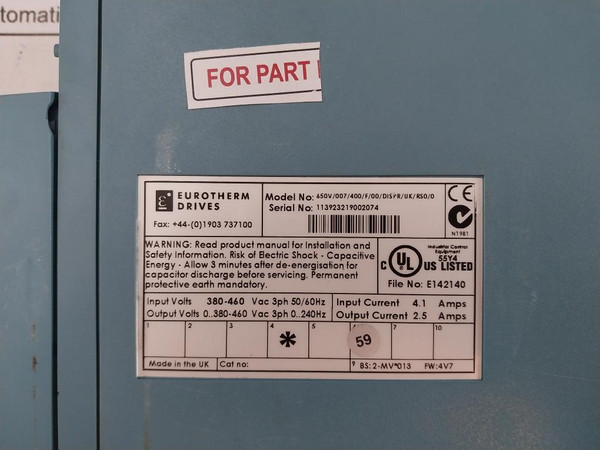 tomati
FOR PART
EUROTHERM
DRIVES
Fax: +44-(0)1903 737100
Model No: 650V/007/400/F/00/DISPR/UK/RS0/0
Serial No: 113923219002074
N1981
WARNING: Read product manual for Installation and
Safety Information. Risk of Electric Shock - Capacitive
Energy - Allow 3 minutes after de-energisation for
capacitor discharge before servicing. Permanent
protective earth mandatory.
Industrial Control
Equipment
55Y4
C UL US LISTED
File No: E142140
Input Volts 380-460 Vac 3ph 50/60Hz
Output Volts 0..380-460 Vac 3ph 0..240Hz
Input Current 4.1 Amps
Output Current 2.5 Amps
1 2 3 4 5 6 7 10
* 59
Made in the UK Cat no: 9 BS: 2-MV*013 FW:4V7